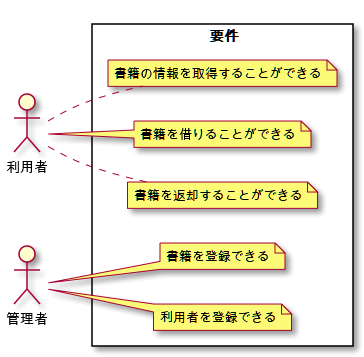 要件
書籍の情報を取得することができる
書籍を借りることができる
利用者
書籍を返却することができる
書籍を登録できる
管理者
利用者を登録できる